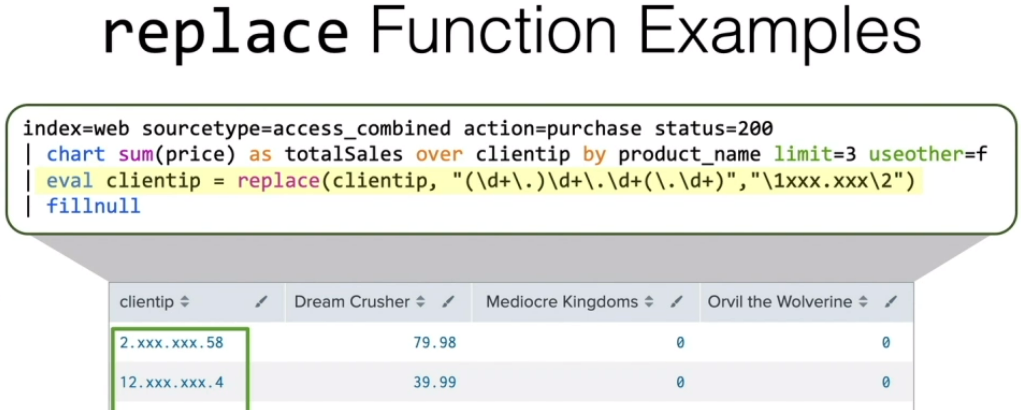 replace Function Examples
index=web sourcetype=access_combined action=purchase status=200
| chart sum(price) as totalSales over clientip by product_name limit=3 useother=f
| eval clientip = replace(clientip, "(\d+\.)\d+\.\d+(\.\d+)","\1xxx.xxx\2")
| fillnull
clientip Dream Crusher Mediocre Kingdoms Orvil the Wolverine
2.xxx.xxx.58 79.98 0 0
12.xxx.xxx.4 39.99 0 0